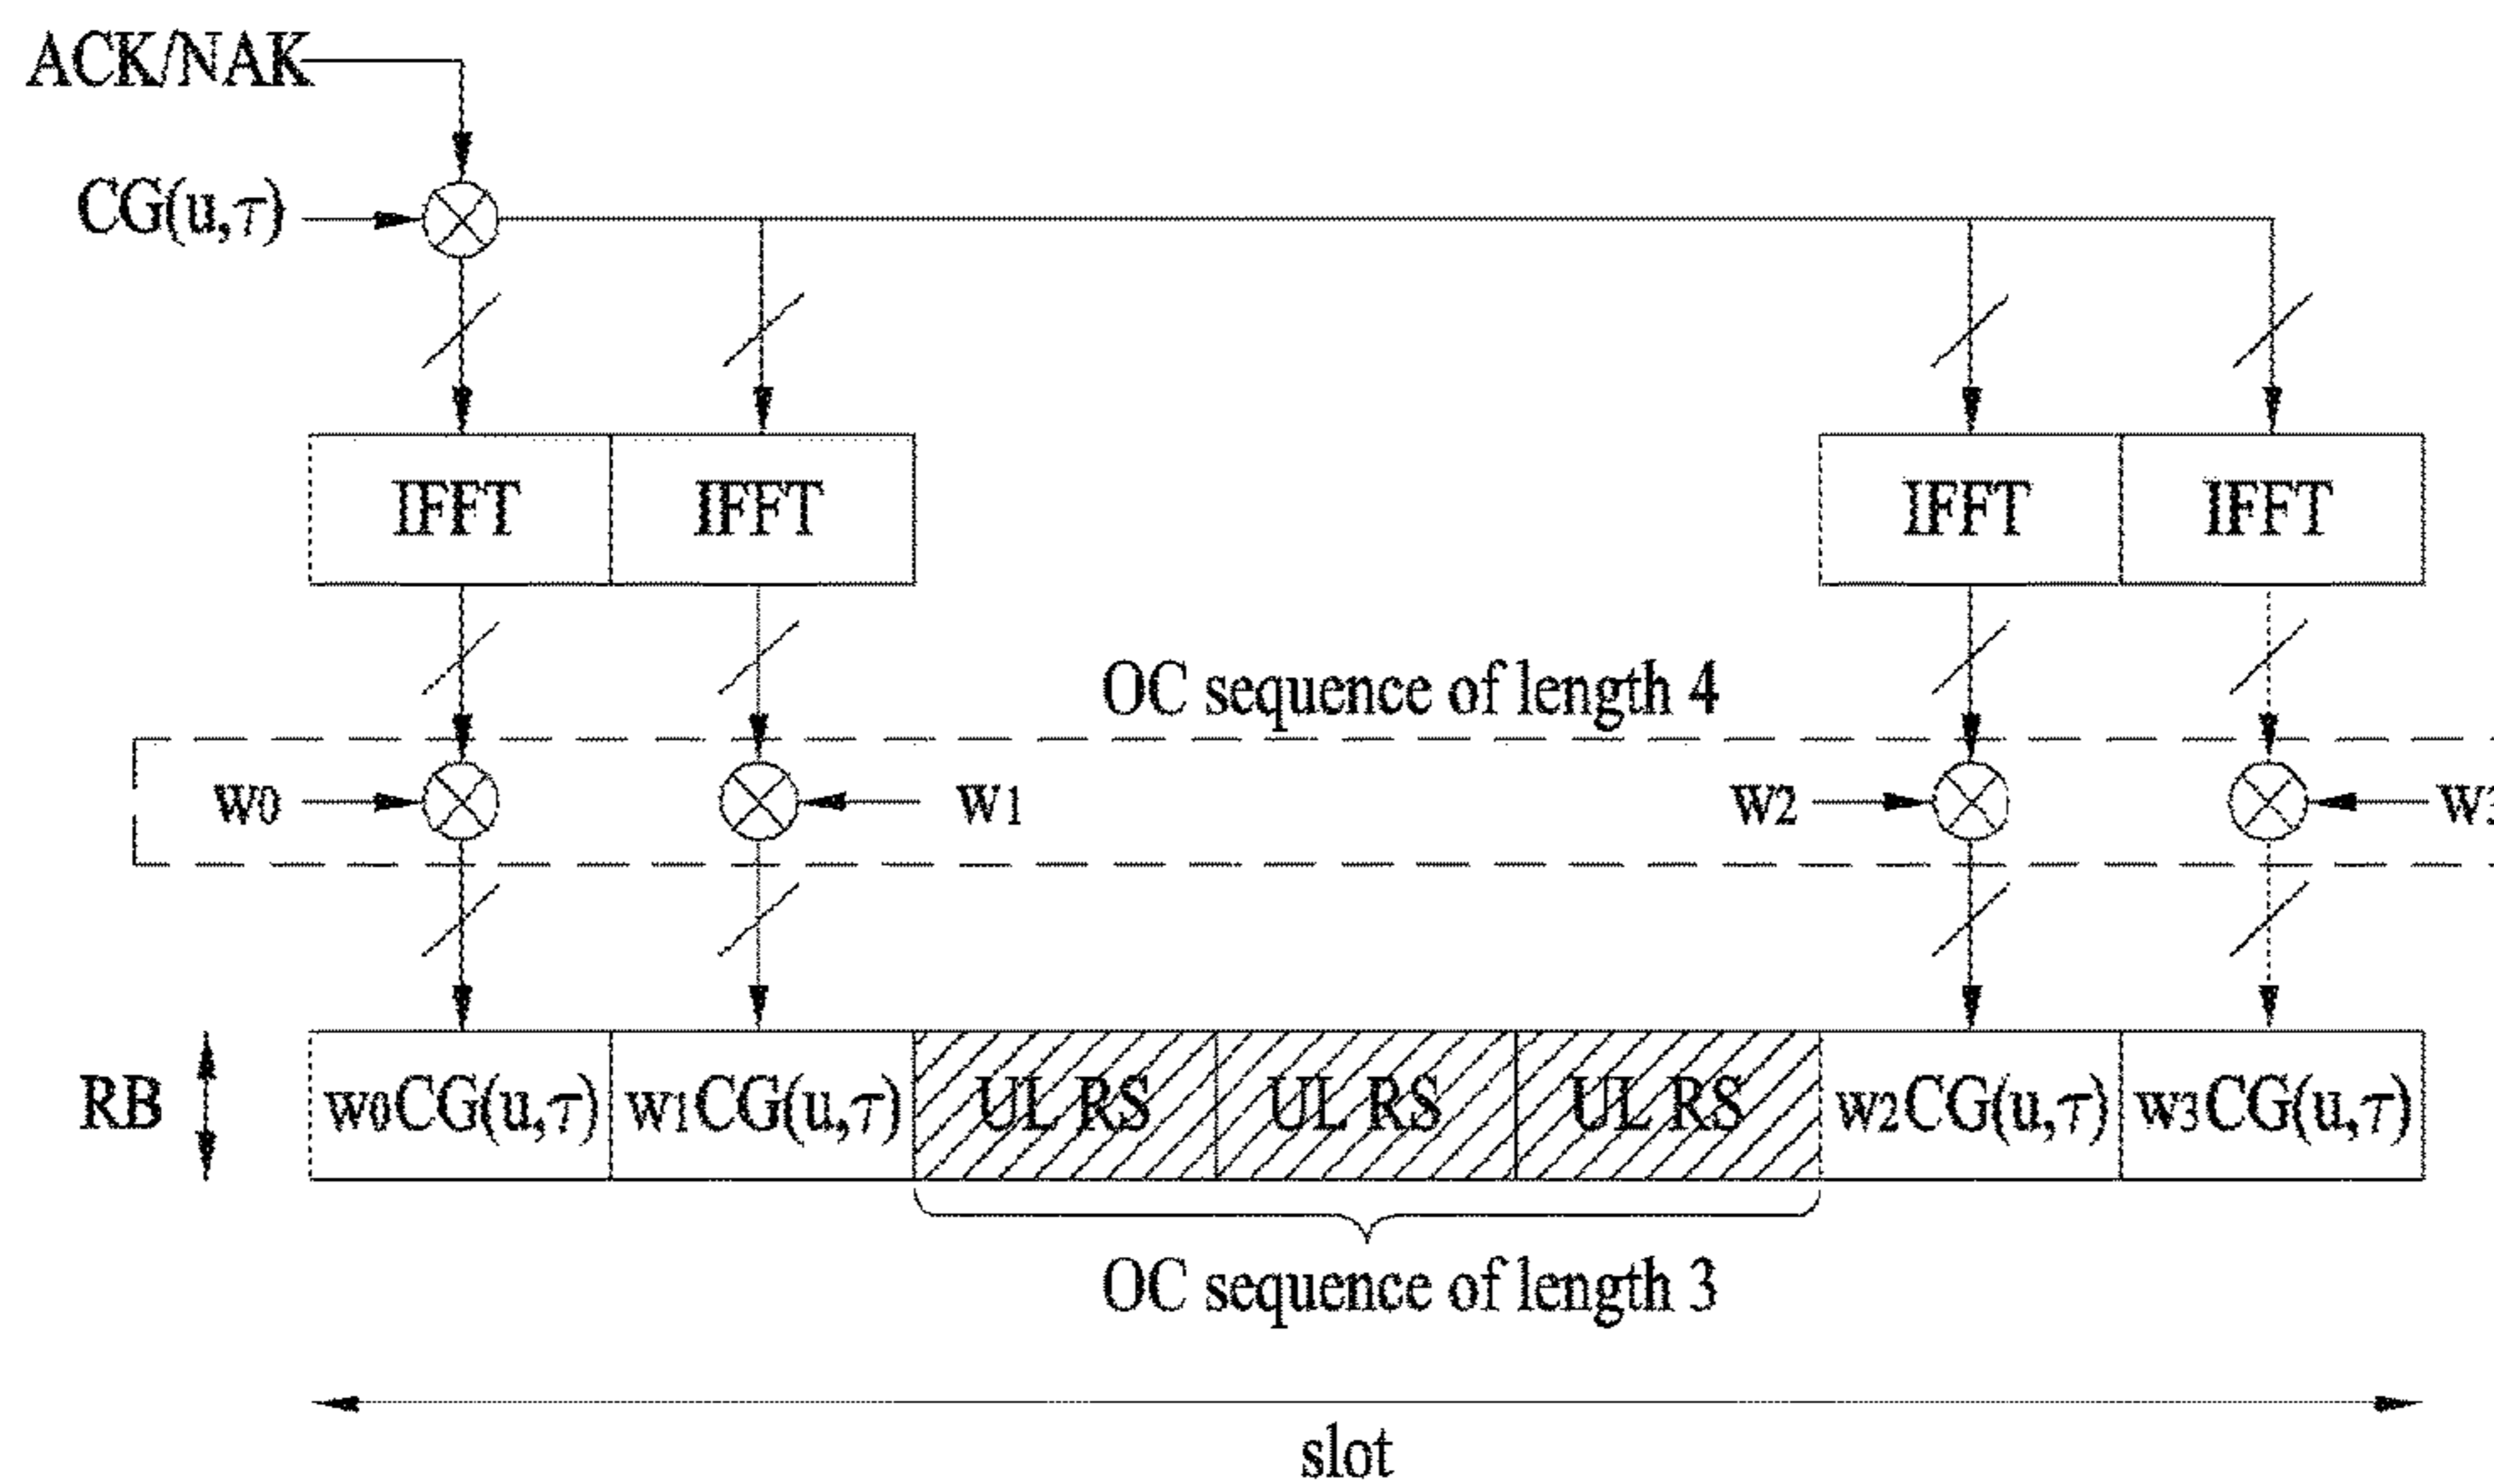 ACK/NAK
CG(u,τ)
IFFT IFFT IFFT IFFT
OC sequence of length 4
w0 w1 w2 w3
RB w0CG(u,τ) w1CG(u,τ) UL RS UL RS UL RS w2CG(u,τ) w3CG(u,τ)
OC sequence of length 3
slot